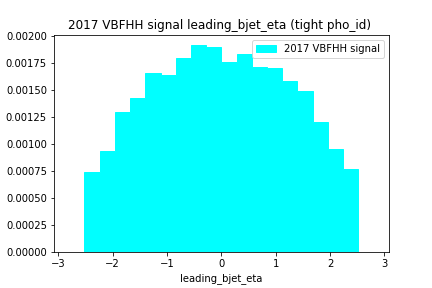 2017 VBFHH signal leading_bjet_eta (tight pho_id)
2017 VBFHH signal
0.00200
0.00175
0.00150
0.00125
0.00100
0.00075
0.00050
0.00025
0.00000
−3 −2 −1 0 1 2 3
leading_bjet_eta